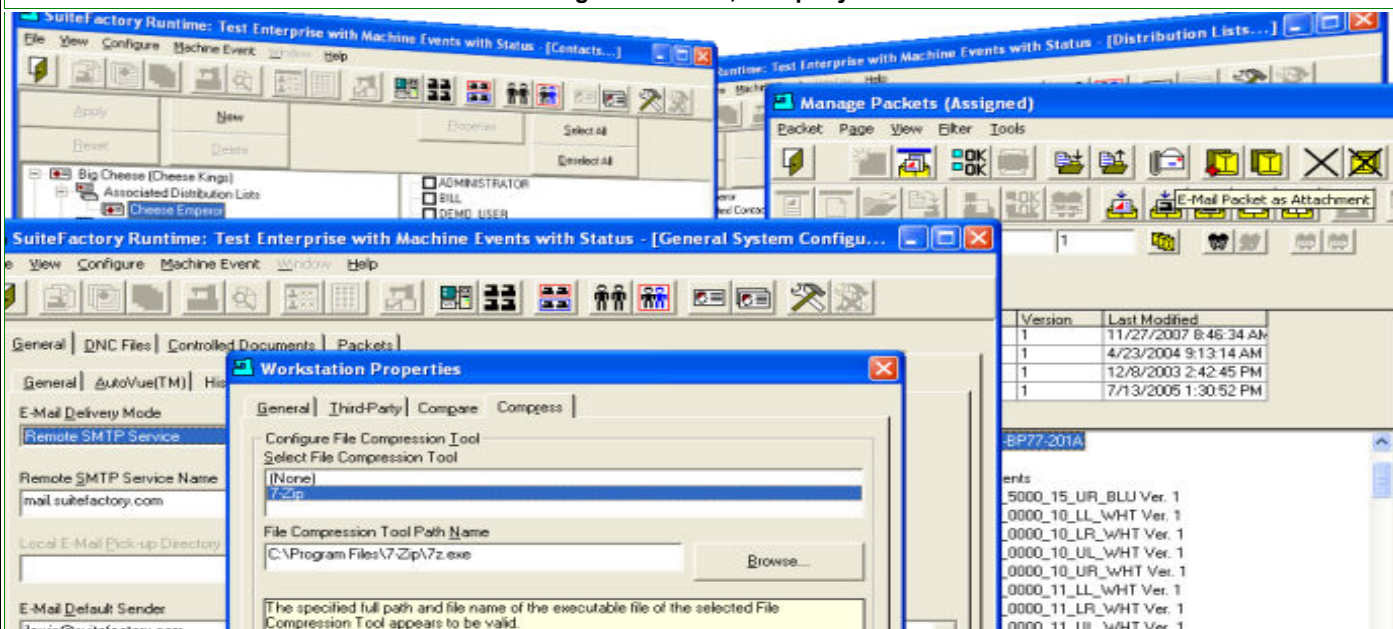 SuiteFactory Runtime: Test Enterprise with Machine Events with Status - [Contacts...]
File View Configure Machine Event Window Help
Apply New Properties Select All
Reset Delete Deselect All
Big Cheese (Cheese Kings)
Associated Distribution Lists
Cheese Emperor
ADMINISTRATOR
BILL
DEMO_USER
Runtime: Test Enterprise with Machine Events with Status - [Distribution Lists...]
Help
Manage Packets (Assigned)
Packet Page View Filter Tools
E-Mail Packet as Attachment
1
Version Last Modified
1 11/27/2007 8:46:34 AM
1 4/23/2004 9:13:14 AM
1 12/8/2003 2:42:45 PM
1 7/13/2005 1:30:52 PM
-BP77-201A
ents
_5000_15_UR_BLU Ver. 1
_0000_10_LL_WHT Ver. 1
_0000_10_LR_WHT Ver. 1
_0000_10_UL_WHT Ver. 1
_0000_10_UR_WHT Ver. 1
_0000_11_LL_WHT Ver. 1
_0000_11_LR_WHT Ver. 1
_0000_11_UL_WHT Ver. 1
SuiteFactory Runtime: Test Enterprise with Machine Events with Status - [General System Configu...
View Configure Machine Event Window Help
General DNC Files Controlled Documents Packets
General AutoVue(TM) His
E-Mail Delivery Mode
Remote SMTP Service
Remote SMTP Service Name
mail.suitefactory.com
Local E-Mail Pick-up Directory
E-Mail Default Sender
Workstation Properties
General Third-Party Compare Compress
Configure File Compression Tool
Select File Compression Tool
(None)
7-Zip
File Compression Tool Path Name
C:\Program Files\7-Zip\7z.exe
Browse...
The specified full path and file name of the executable file of the selected File
Compression Tool appears to be valid.